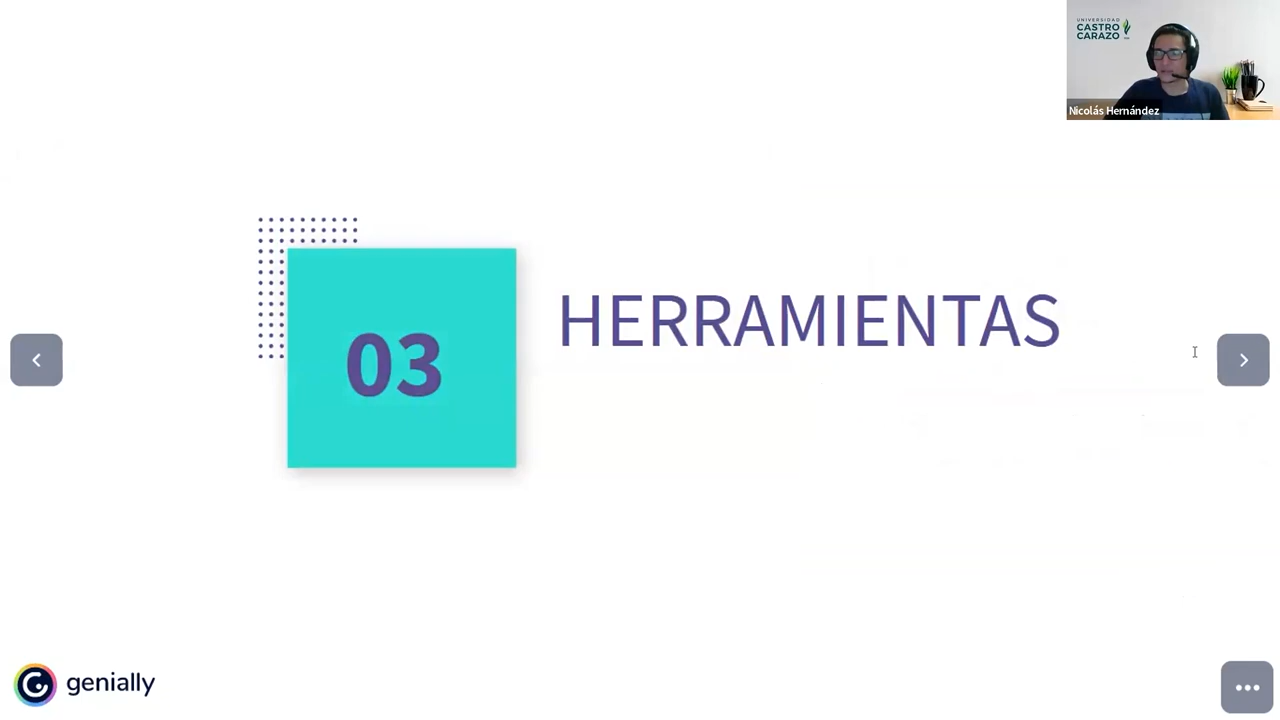 UNIVERSIDAD
CASTRO
CARAZO
Nicolás Hernández
HERRAMIENTAS
03
genially